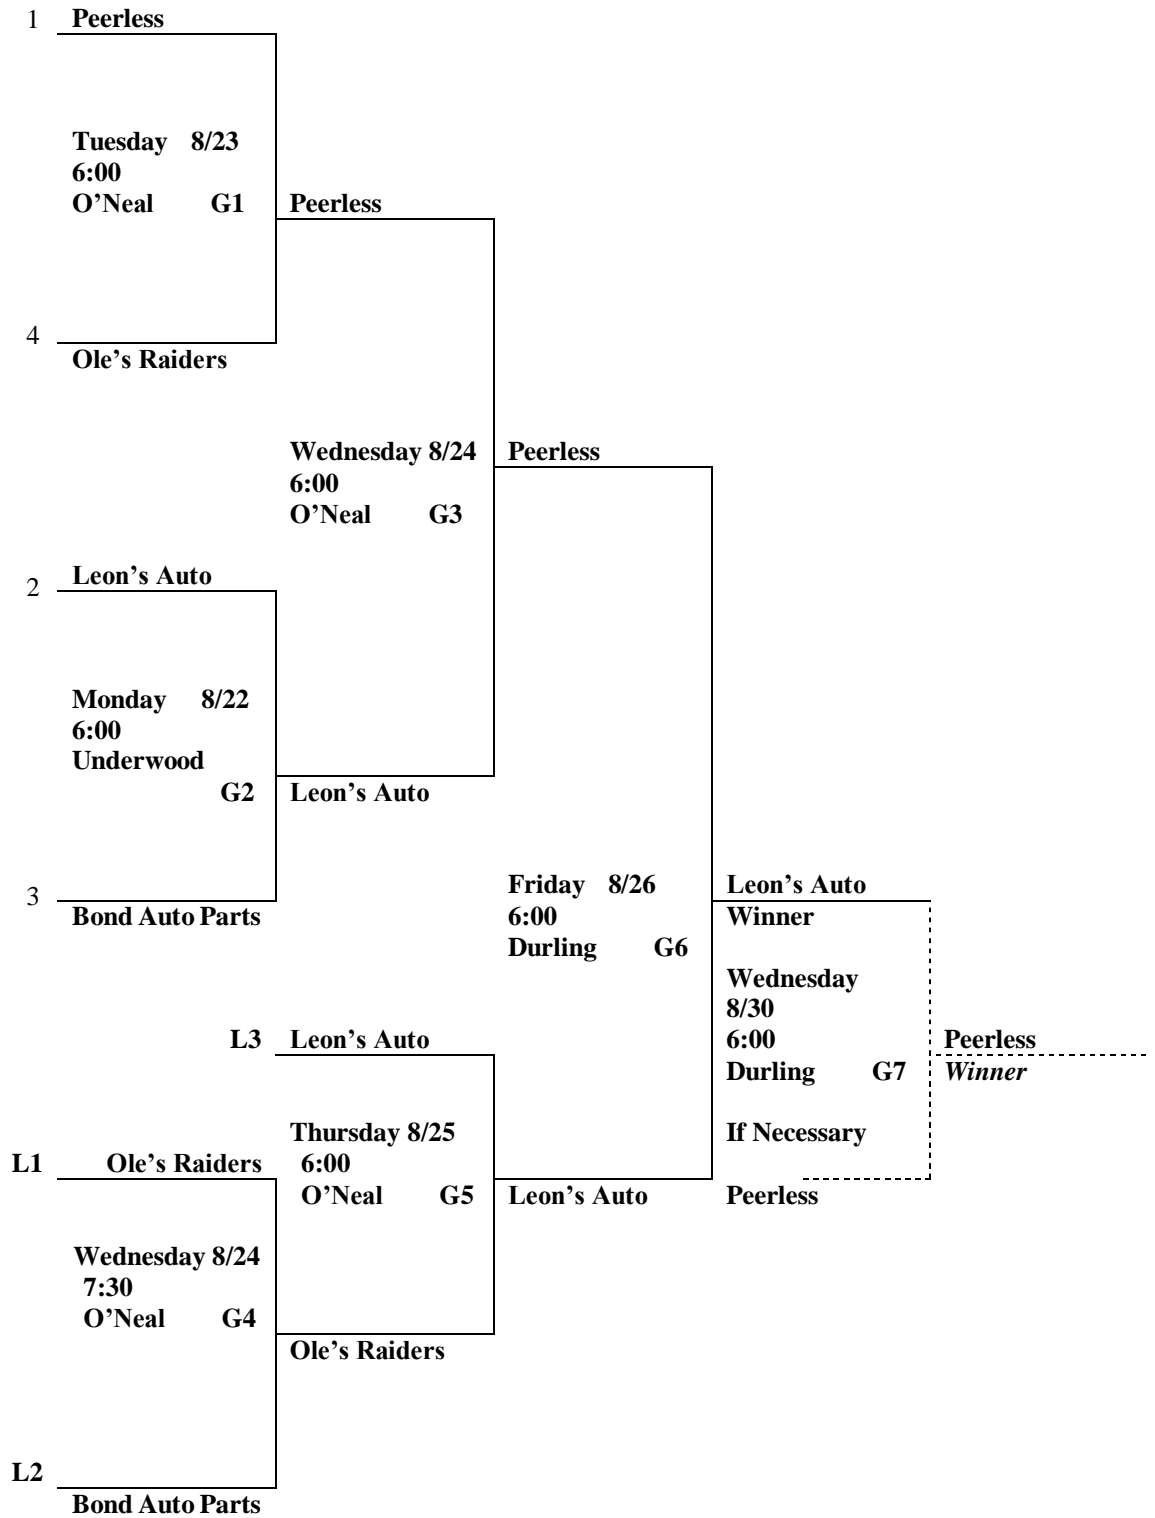 1 Peerless
Tuesday 8/23
6:00
O’Neal G1
Peerless
4
Ole’s Raiders
Wednesday 8/24
6:00
O’Neal G3
Peerless
2 Leon’s Auto
Monday 8/22
6:00
Underwood
G2
Leon’s Auto
3
Bond Auto Parts
Friday 8/26
6:00
Durling G6
Leon’s Auto
Winner
Wednesday
8/30
6:00
Durling G7
If Necessary
Peerless
Peerless
Winner
L3 Leon’s Auto
Thursday 8/25
6:00
O’Neal G5
Leon’s Auto
L1 Ole’s Raiders
Wednesday 8/24
7:30
O’Neal G4
Ole’s Raiders
L2
Bond Auto Parts